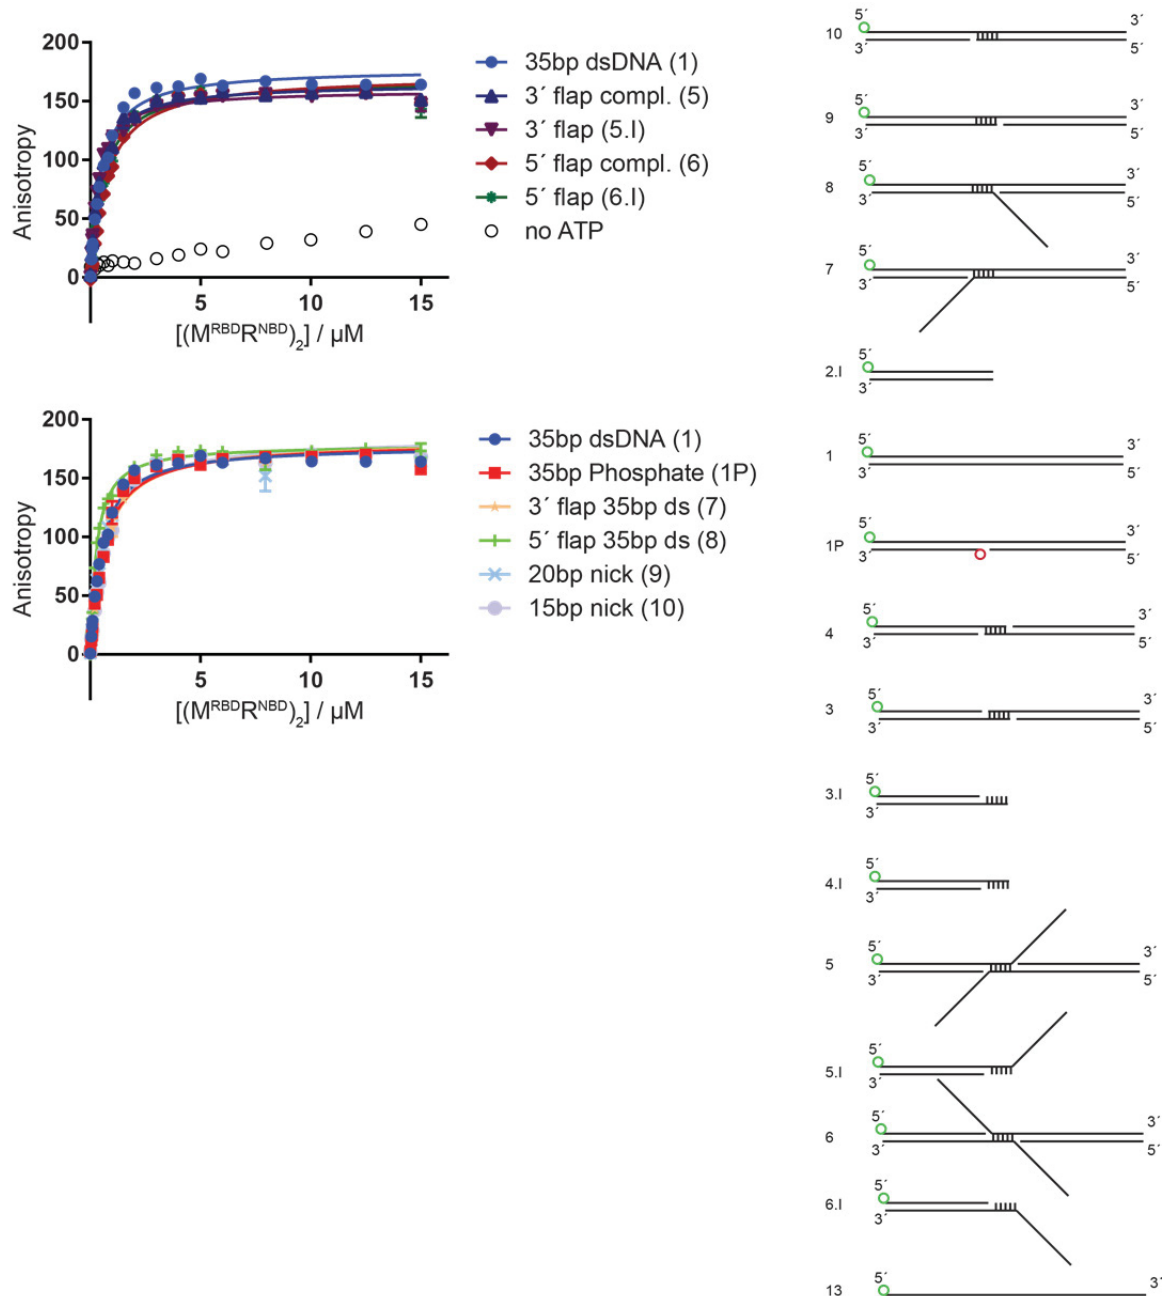 200
150
100
50
0
Anisotropy
5
10
15
[(M^RBD R^NBD)₂] / µM
35bp dsDNA (1)
3´ flap compl. (5)
3´ flap (5.I)
5´ flap compl. (6)
5´ flap (6.I)
no ATP
200
150
100
50
0
Anisotropy
5
10
15
[(M^RBD R^NBD)₂] / µM
35bp dsDNA (1)
35bp Phosphate (1P)
3´ flap 35bp ds (7)
5´ flap 35bp ds (8)
20bp nick (9)
15bp nick (10)
5´ 3´
10
3´ 5´
5´ 3´
9
3´ 5´
5´ 3´
8
3´ 5´
5´ 3´
7
3´ 5´
5´
2.I
3´
5´ 3´
1
3´ 5´
5´ 3´
1P
3´ 5´
5´ 3´
4
3´ 5´
5´ 3´
3
3´ 5´
5´
3.I
3´
5´
4.I
3´
5´ 3´
5
3´ 5´
5´
5.I
3´
5´ 3´
6
3´ 5´
5´
6.I
3´
5´ 3´
13